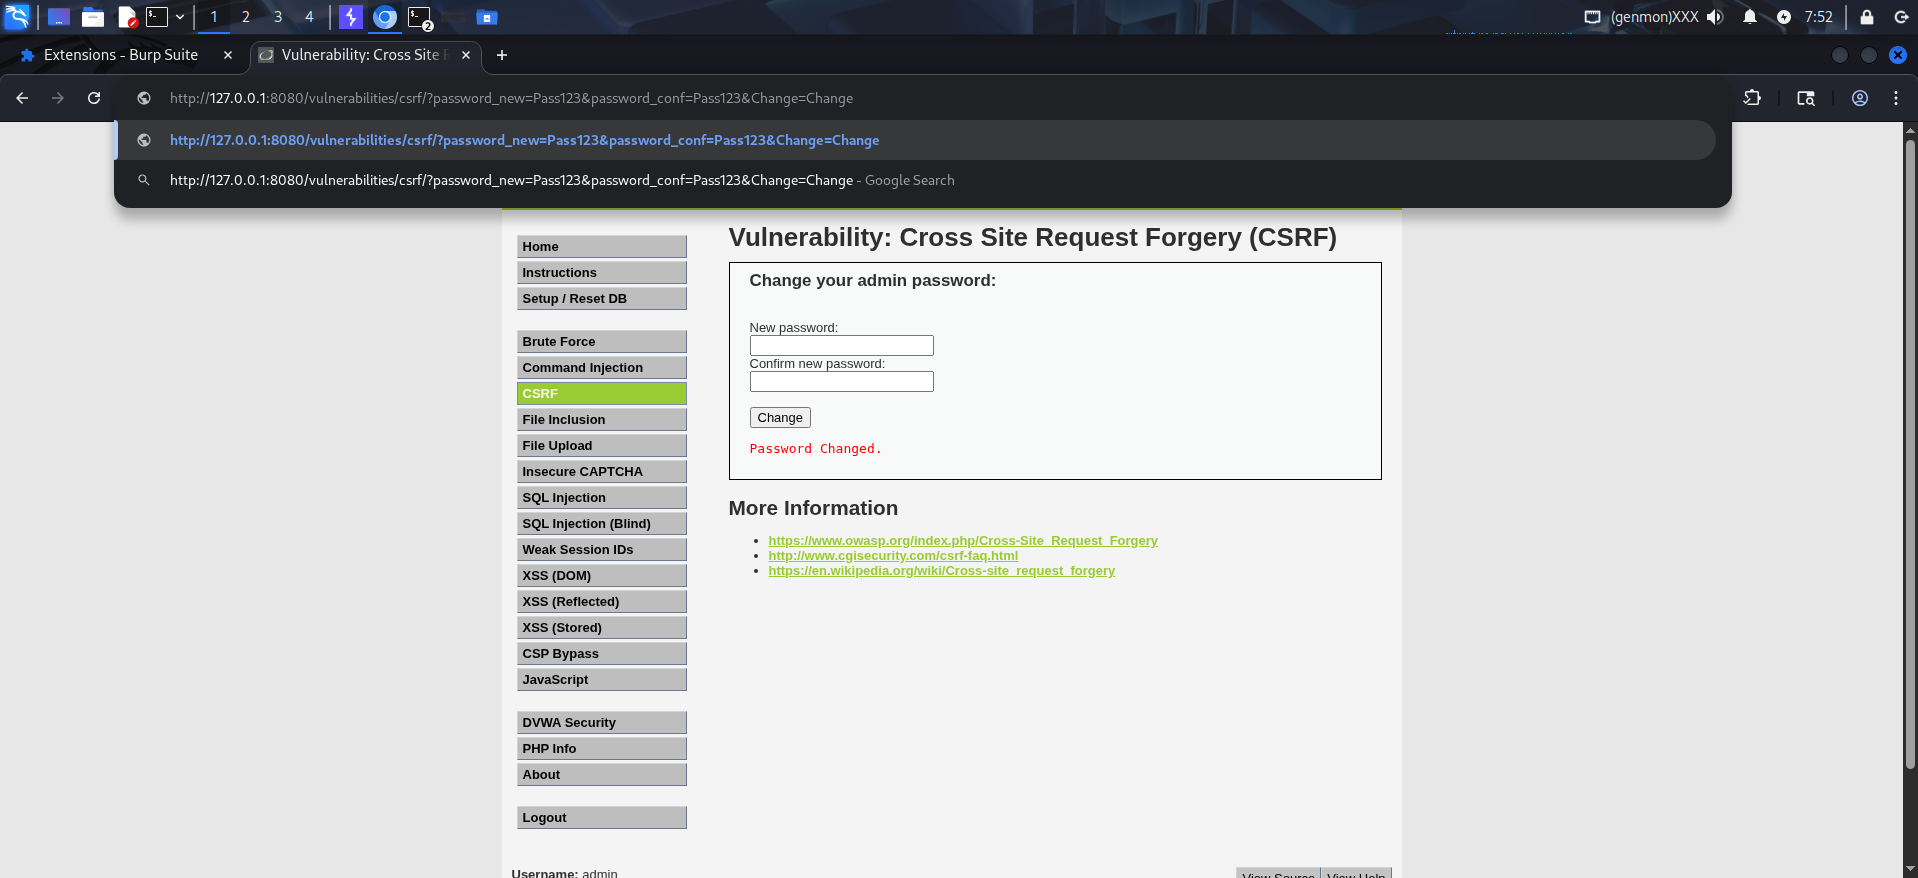 1 2 3 4 2 (genmon)XXX 7:52
Extensions - Burp Suite Vulnerability: Cross Site
http://127.0.0.1:8080/vulnerabilities/csrf/?password_new=Pass123&password_conf=Pass123&Change=Change
http://127.0.0.1:8080/vulnerabilities/csrf/?password_new=Pass123&password_conf=Pass123&Change=Change
http://127.0.0.1:8080/vulnerabilities/csrf/?password_new=Pass123&password_conf=Pass123&Change=Change - Google Search
Home
Instructions
Setup / Reset DB
Brute Force
Command Injection
CSRF
File Inclusion
File Upload
Insecure CAPTCHA
SQL Injection
SQL Injection (Blind)
Weak Session IDs
XSS (DOM)
XSS (Reflected)
XSS (Stored)
CSP Bypass
JavaScript
DVWA Security
PHP Info
About
Logout
Vulnerability: Cross Site Request Forgery (CSRF)
Change your admin password:
New password:
Confirm new password:
Change
Password Changed.
More Information
https://www.owasp.org/index.php/Cross-Site_Request_Forgery
http://www.cgisecurity.com/csrf-faq.html
https://en.wikipedia.org/wiki/Cross-site_request_forgery
Username: admin
View Source View Help